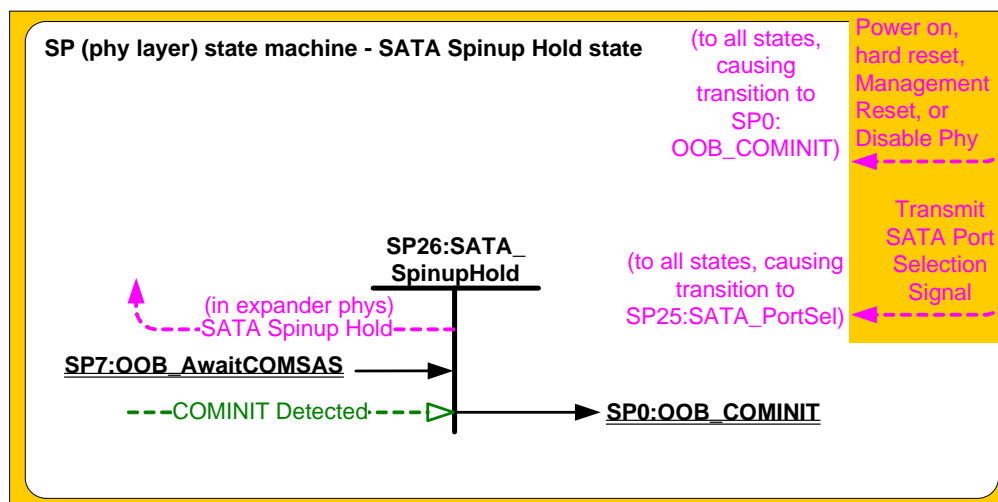 SP (phy layer) state machine - SATA Spinup Hold state
(to all states,
causing
transition to
SP0:
OOB_COMINIT)
Power on,
hard reset,
Management
Reset, or
Disable Phy
Transmit
SATA Port
Selection
Signal
(to all states, causing
transition to
SP25:SATA_PortSel)
SP26:SATA_
SpinupHold
(in expander phys)
SATA Spinup Hold
SP7:OOB_AwaitCOMSAS
COMINIT Detected
SP0:OOB_COMINIT